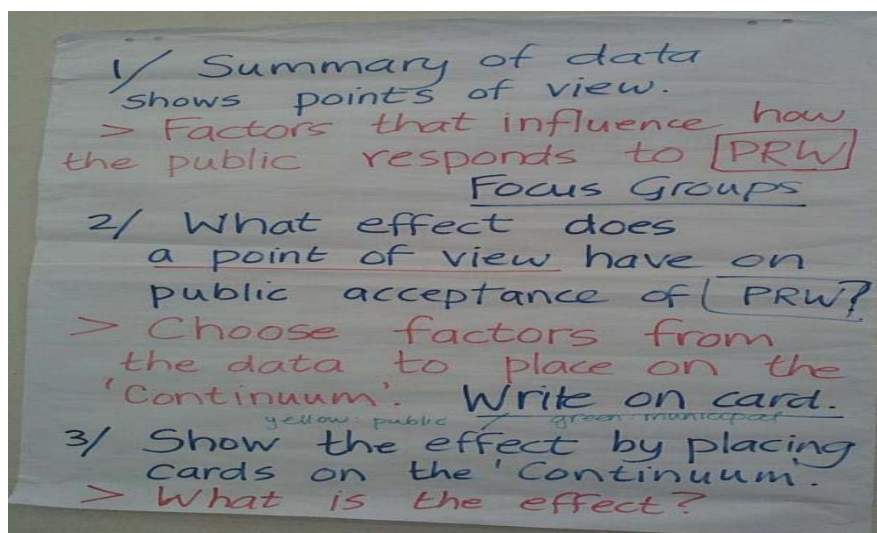 1/ Summary of data
shows points of view.
> Factors that influence how
the public responds to PRW
Focus Groups
2/ What effect does
a point of view have on
public acceptance of PRW?
> Choose factors from
the data to place on the
'Continuum'. Write on card.
yellow: public / green municipal
3/ Show the effect by placing
cards on the 'Continuum'.
> What is the effect?